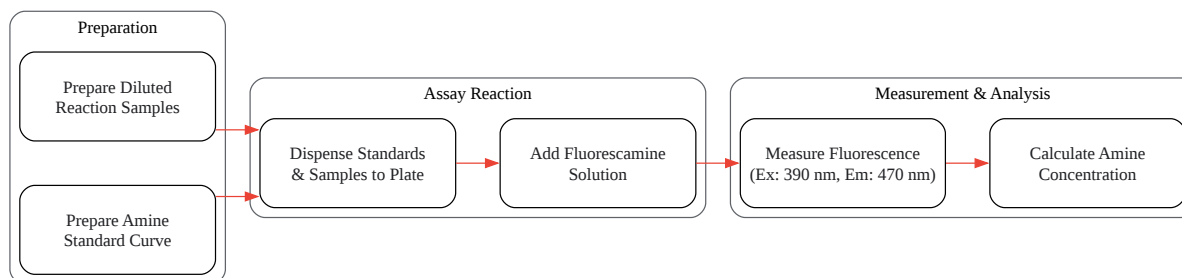 Preparation
Prepare Diluted
Reaction Samples
Prepare Amine
Standard Curve
Assay Reaction
Dispense Standards
& Samples to Plate
Add Fluorescamine
Solution
Measurement & Analysis
Measure Fluorescence
(Ex: 390 nm, Em: 470 nm)
Calculate Amine
Concentration